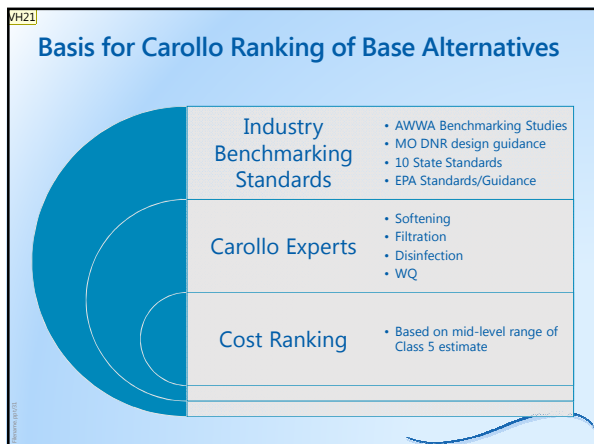 VH21
Basis for Carollo Ranking of Base Alternatives
Industry
Benchmarking
Standards
• AWWA Benchmarking Studies
• MO DNR design guidance
• 10 State Standards
• EPA Standards/Guidance
Carollo Experts
• Softening
• Filtration
• Disinfection
• WQ
Cost Ranking
• Based on mid-level range of
Class 5 estimate